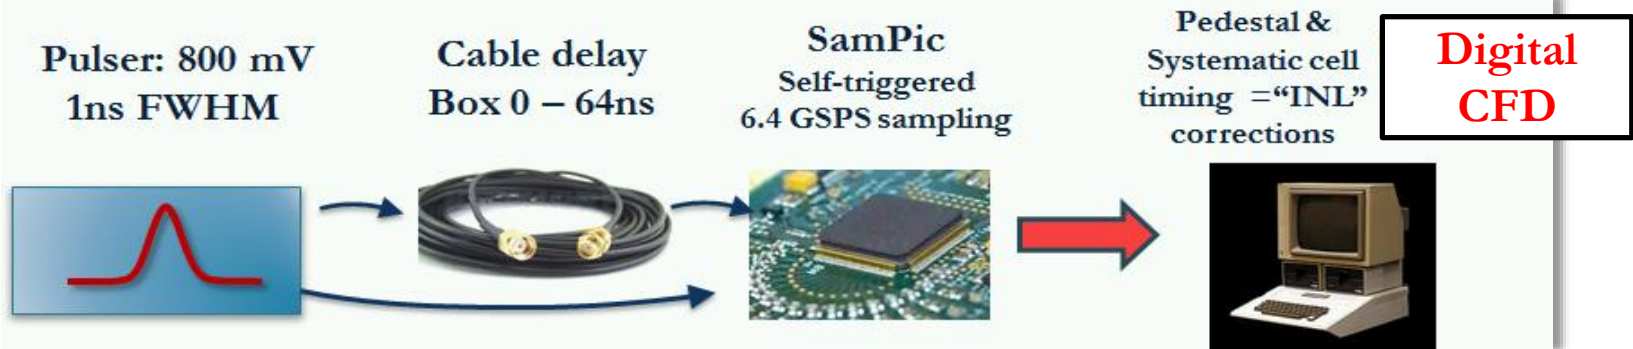 Pulser: 800 mV
1ns FWHM
Cable delay
Box 0 – 64ns
SamPic
Self-triggered
6.4 GSPS sampling
Pedestal &
Systematic cell
timing =“INL”
corrections
Digital
CFD